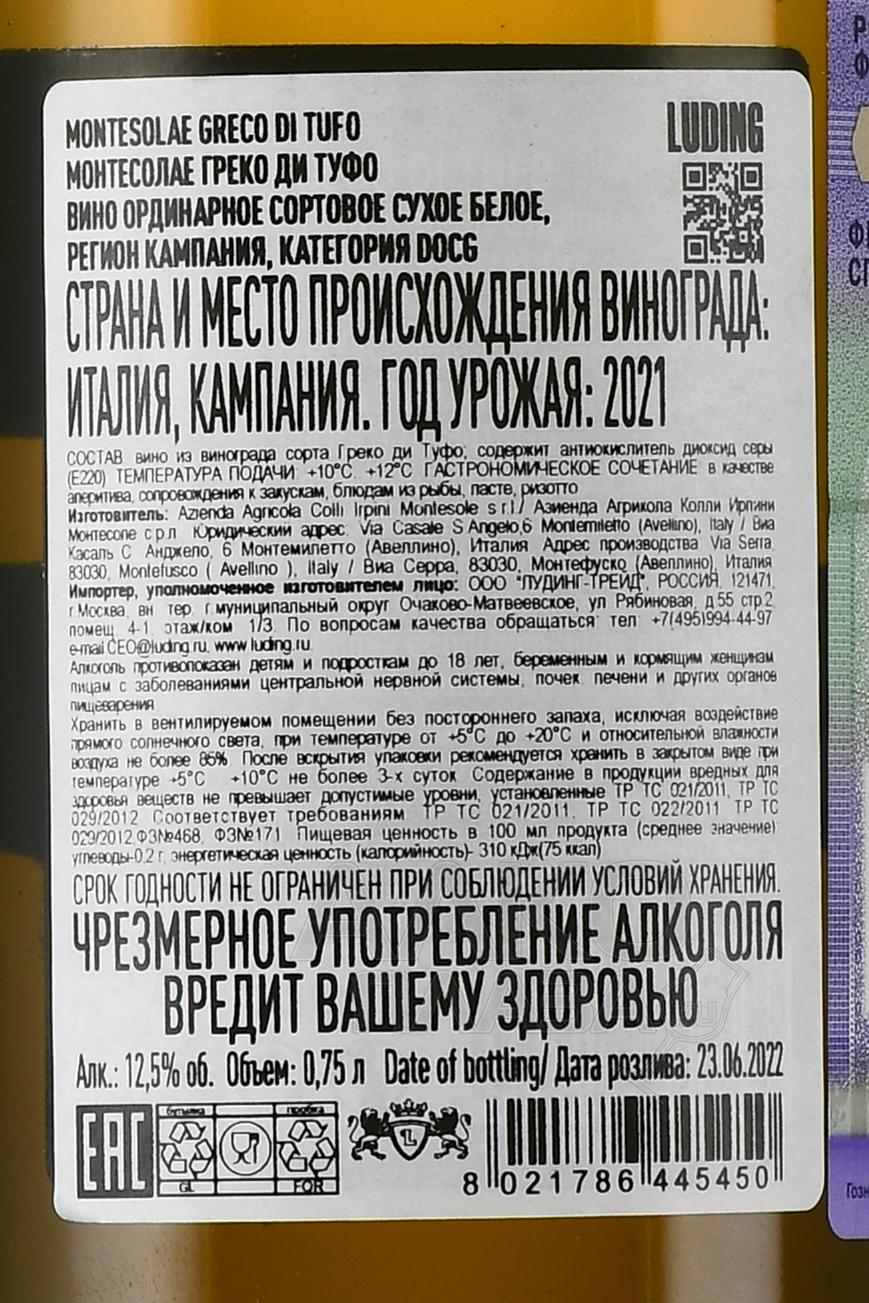 MONTESOLAE GRECO DI TUFO
LUDING
МОНТЕСОЛАЕ ГРЕКО ДИ ТУФО
ВИНО ОРДИНАРНОЕ СОРТОВОЕ СУХОЕ БЕЛОЕ,
РЕГИОН КАМПАНИЯ, КАТЕГОРИЯ DOCG
СТРАНА И МЕСТО ПРОИСХОЖДЕНИЯ ВИНОГРАДА:
ИТАЛИЯ, КАМПАНИЯ. ГОД УРОЖАЯ: 2021
СОСТАВ вино из винограда сорта Греко ди Туфо; содержит антиокислитель диоксид серы
(Е220) ТЕМПЕРАТУРА ПОДАЧИ +10°С +12°С ГАСТРОНОМИЧЕСКОЕ СОЧЕТАНИЕ в качестве
аперитива, сопровождения к закускам, блюдам из рыбы, пасте, ризотто
Изготовитель: Azienda Agricola Colli Irpini Montesole s r l / Азиенда Агрикола Колли Ирпини
Монтесоле с р л Юридический адрес: Via Casale S Angelo,6 Montemiletto (Avellino), Italy / Виа
Касаль С Анджело, 6 Монтемилетто (Авеллино), Италия Адрес производства Via Serra
83030, Montefusco ( Avellino ), Italy / Виа Серра, 83030, Монтефуско (Авеллино), Италия
Импортер, уполномоченное изготовителем лицо: ООО "ЛУДИНГ-ТРЕЙД", РОССИЯ, 121471,
г Москва, вн тер. г муниципальный округ Очаково-Матвеевское, ул Рябиновая, д 55 стр 2,
помещ 4-1 этаж/ком 1/3. По вопросам качества обращаться: тел +7(495)994-44-97
e-mail CEO@luding.ru, www luding.ru.
Алкоголь противопоказан детям и подросткам до 18 лет, беременным и кормящим женщинам
лицам с заболеваниями центральной нервной системы, почек печени и других органов
пищеварения
Хранить в вентилируемом помещении без постороннего запаха, исключая воздействие
прямого солнечного света, при температуре от +5°С до +20°С и относительной влажности
воздуха не более 85% После вскрытия упаковки рекомендуется хранить в закрытом виде при
температуре +5°С +10°С не более 3-х суток Содержание в продукции вредных для
здоровья веществ не превышает допустимые уровни, установленные ТР ТС 021/2011, ТР ТС
029/2012 Соответствует требованиям ТР ТС 021/2011, ТР ТС 022/2011 ТР ТС
029/2012,ФЗ№468, ФЗ№171 Пищевая ценность в 100 мл продукта (среднее значение)
углеводы-0,2 г, энергетическая ценность (калорийность)- 310 кДж(75 ккал)
СРОК ГОДНОСТИ НЕ ОГРАНИЧЕН ПРИ СОБЛЮДЕНИИ УСЛОВИЙ ХРАНЕНИЯ.
ЧРЕЗМЕРНОЕ УПОТРЕБЛЕНИЕ АЛКОГОЛЯ
ВРЕДИТ ВАШЕМУ ЗДОРОВЬЮ
Алк.: 12,5% об. Объем: 0,75 л Date of bottling/ Дата розлива: 23.06.2022
EAC
бутылка пробка
GL FOR
8 021786 445450